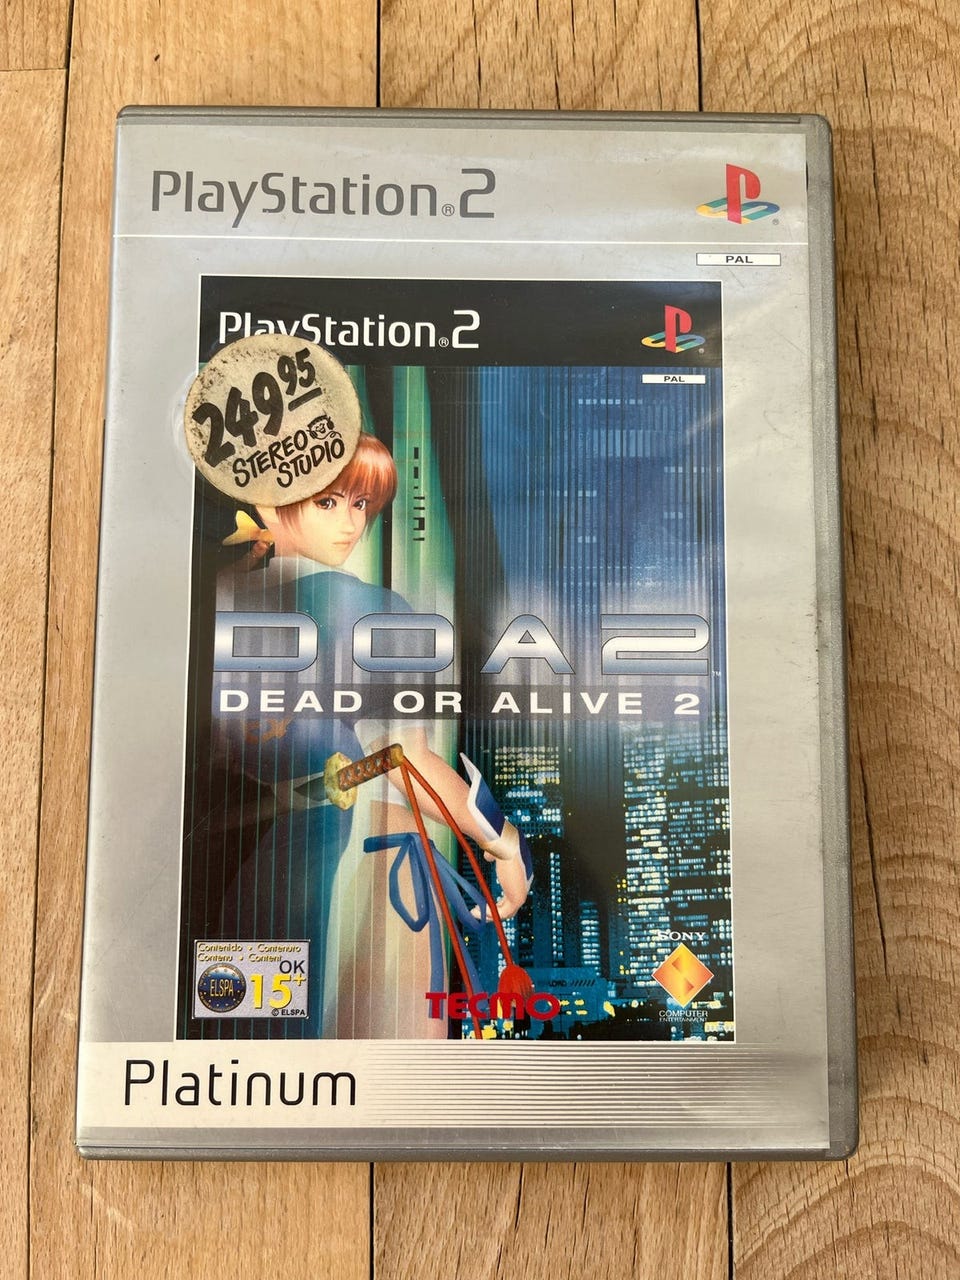 PlayStation®2
PAL
PlayStation®2
PAL
249.95
STEREO
STUDIO
DOA2™
DEAD OR ALIVE 2
Contenido • Contenuto
Contenu • Content
ELSPA
OK
15+
© ELSPA
TECMO
SONY
COMPUTER
ENTERTAINMENT
Platinum